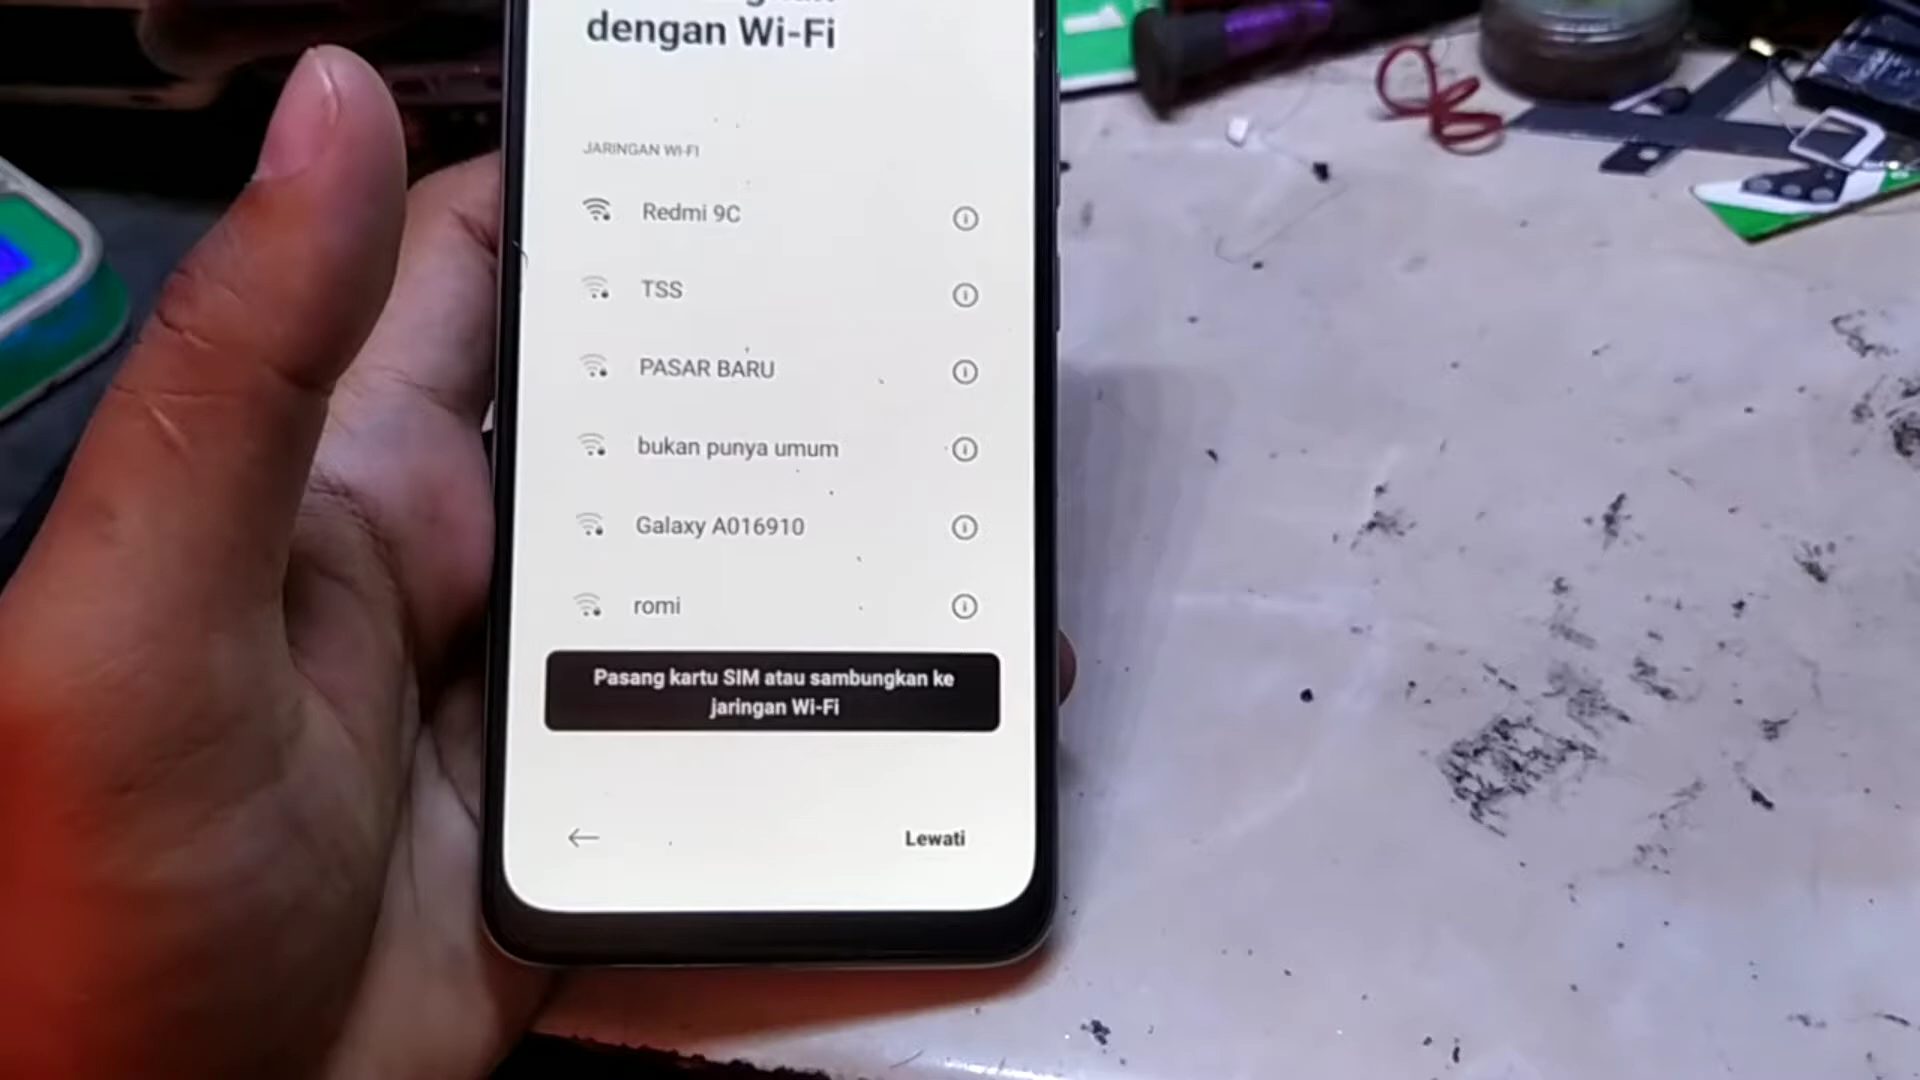 dengan Wi-Fi
JARINGAN WI-FI
Redmi 9C
TSS
PASAR BARU
bukan punya umum
Galaxy A016910
romi
Pasang kartu SIM atau sambungkan ke
jaringan Wi-Fi
Lewati